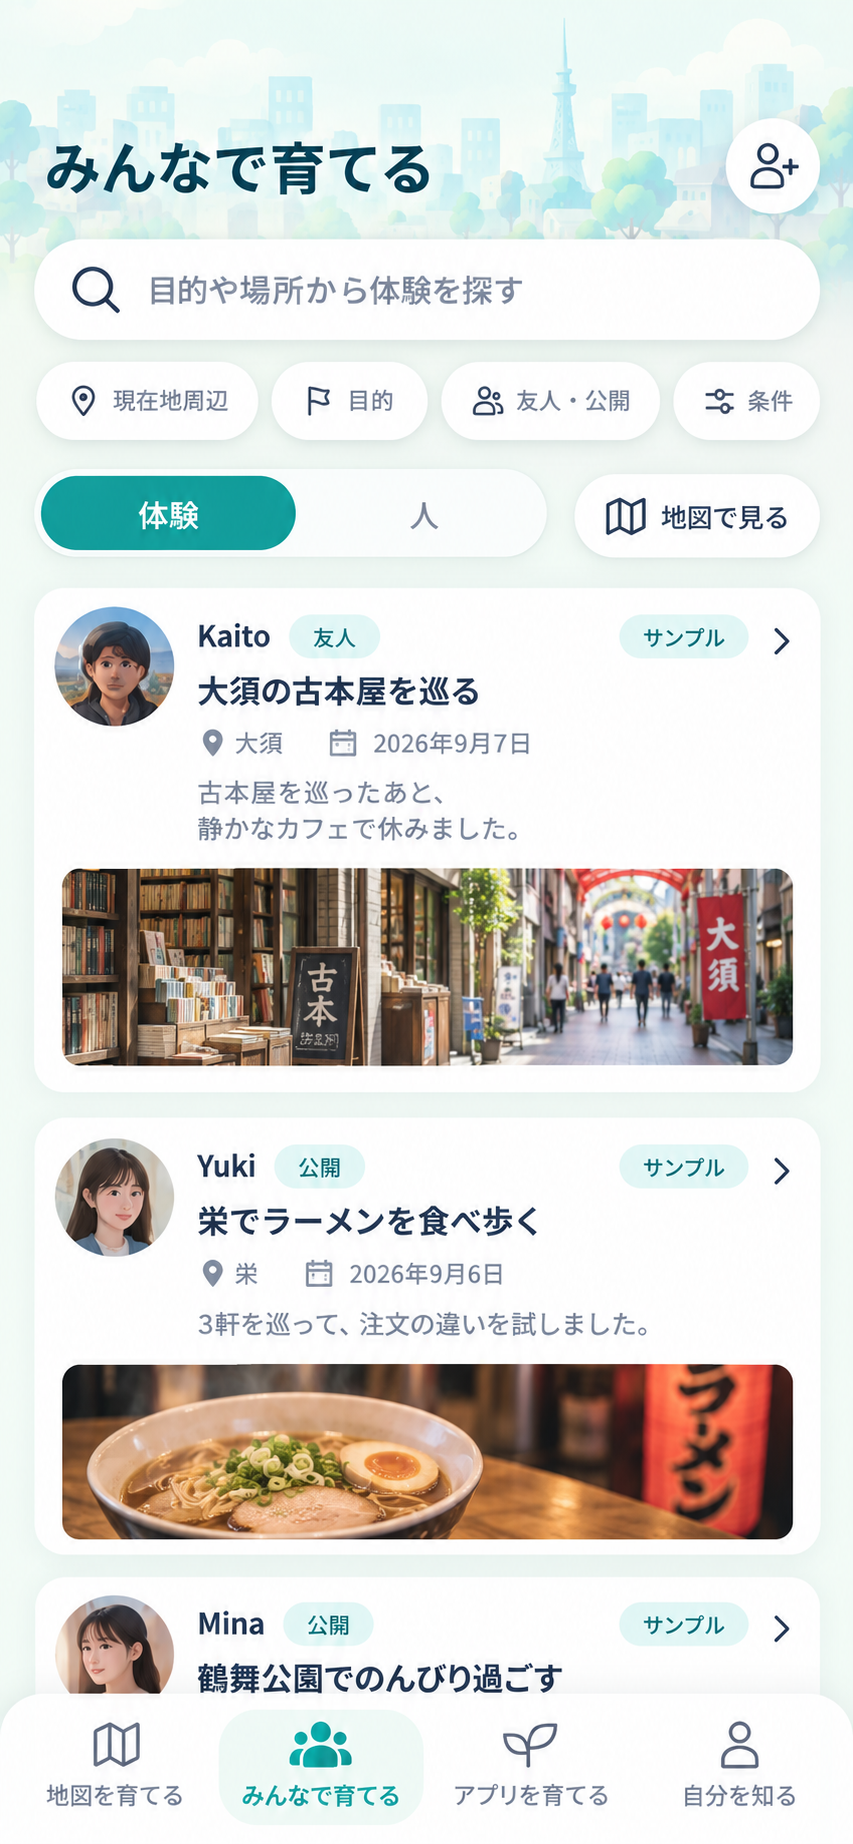 みんなで育てる
目的や場所から体験を探す
現在地周辺
目的
友人・公開
条件
体験
人
地図で見る
Kaito
友人
サンプル
大須の古本屋を巡る
大須
2026年9月7日
古本屋を巡ったあと、
静かなカフェで休みました。
古本
大須
Yuki
公開
サンプル
栄でラーメンを食べ歩く
栄
2026年9月6日
3軒を巡って、注文の違いを試しました。
ラーメン
Mina
公開
サンプル
鶴舞公園でのんびり過ごす
地図を育てる
みんなで育てる
アプリを育てる
自分を知る